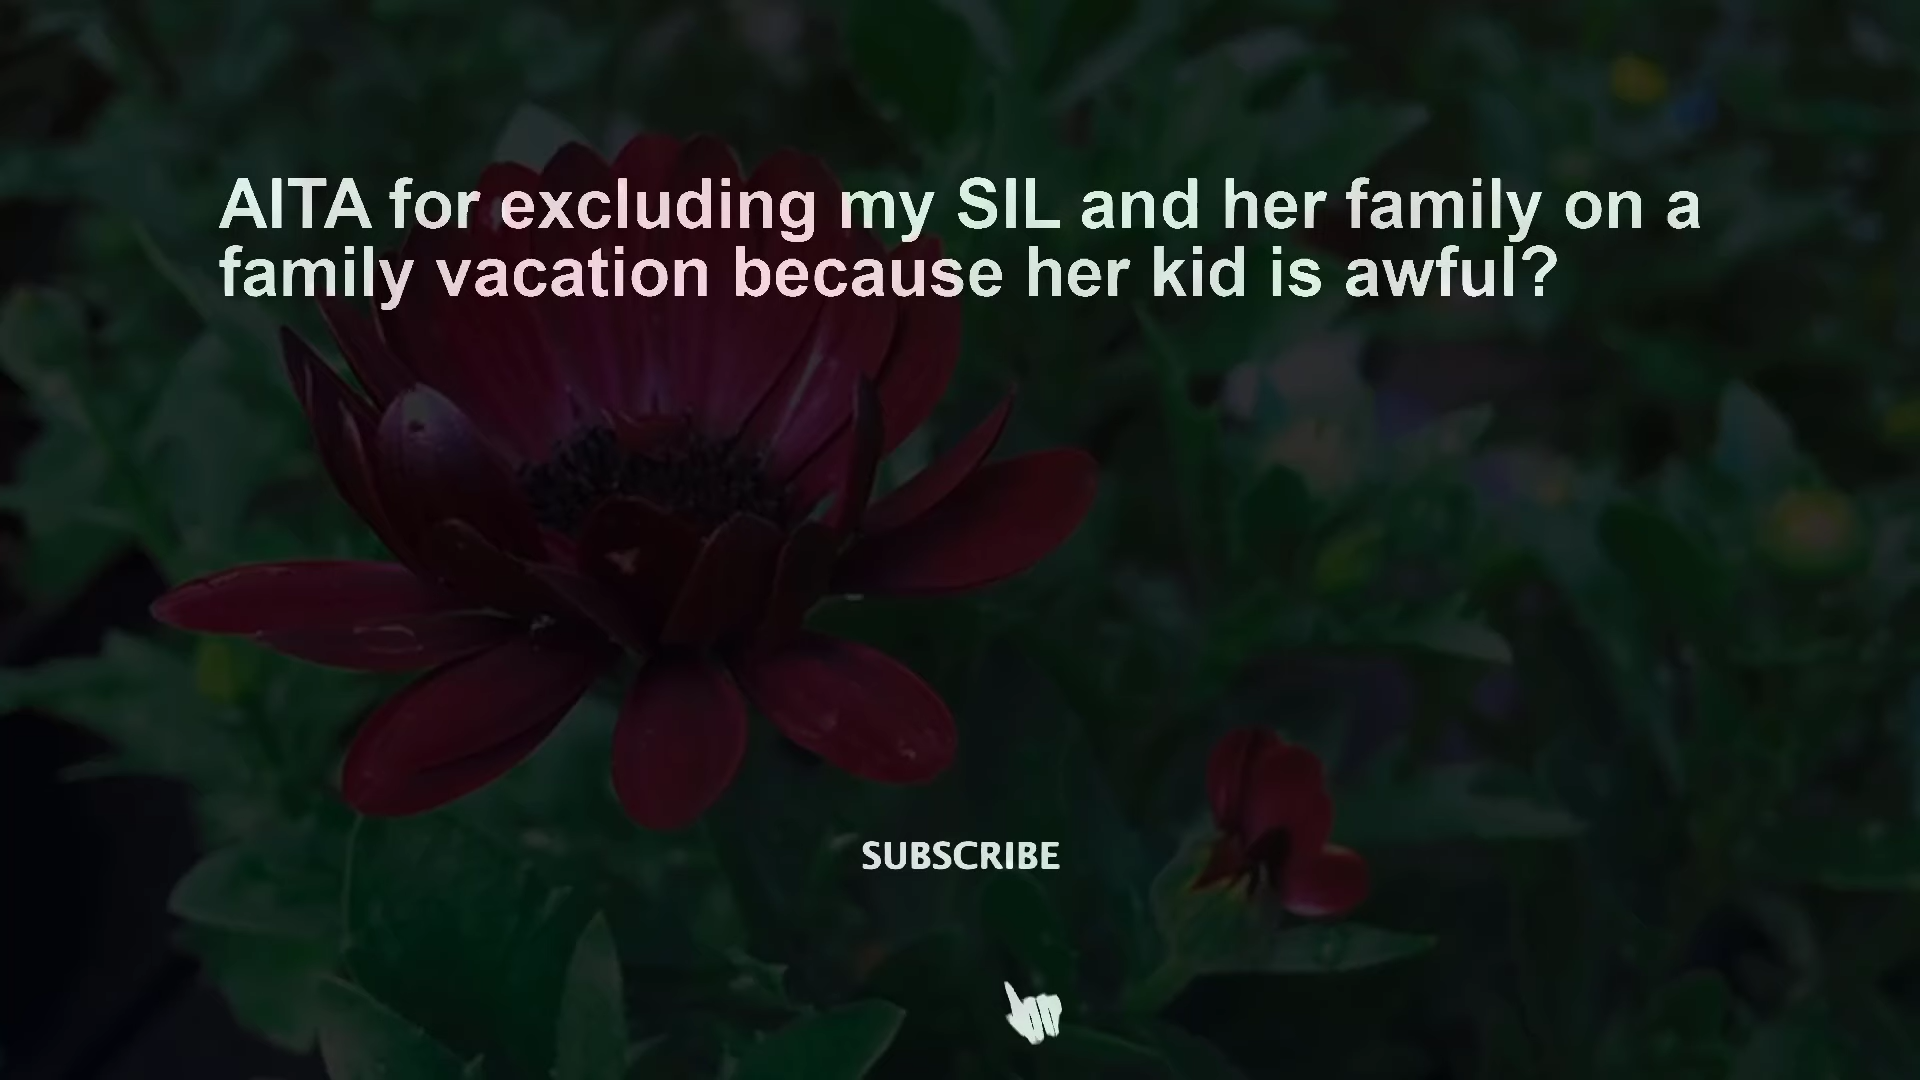 AITA for excluding my SIL and her family on a
family vacation because her kid is awful?
SUBSCRIBE